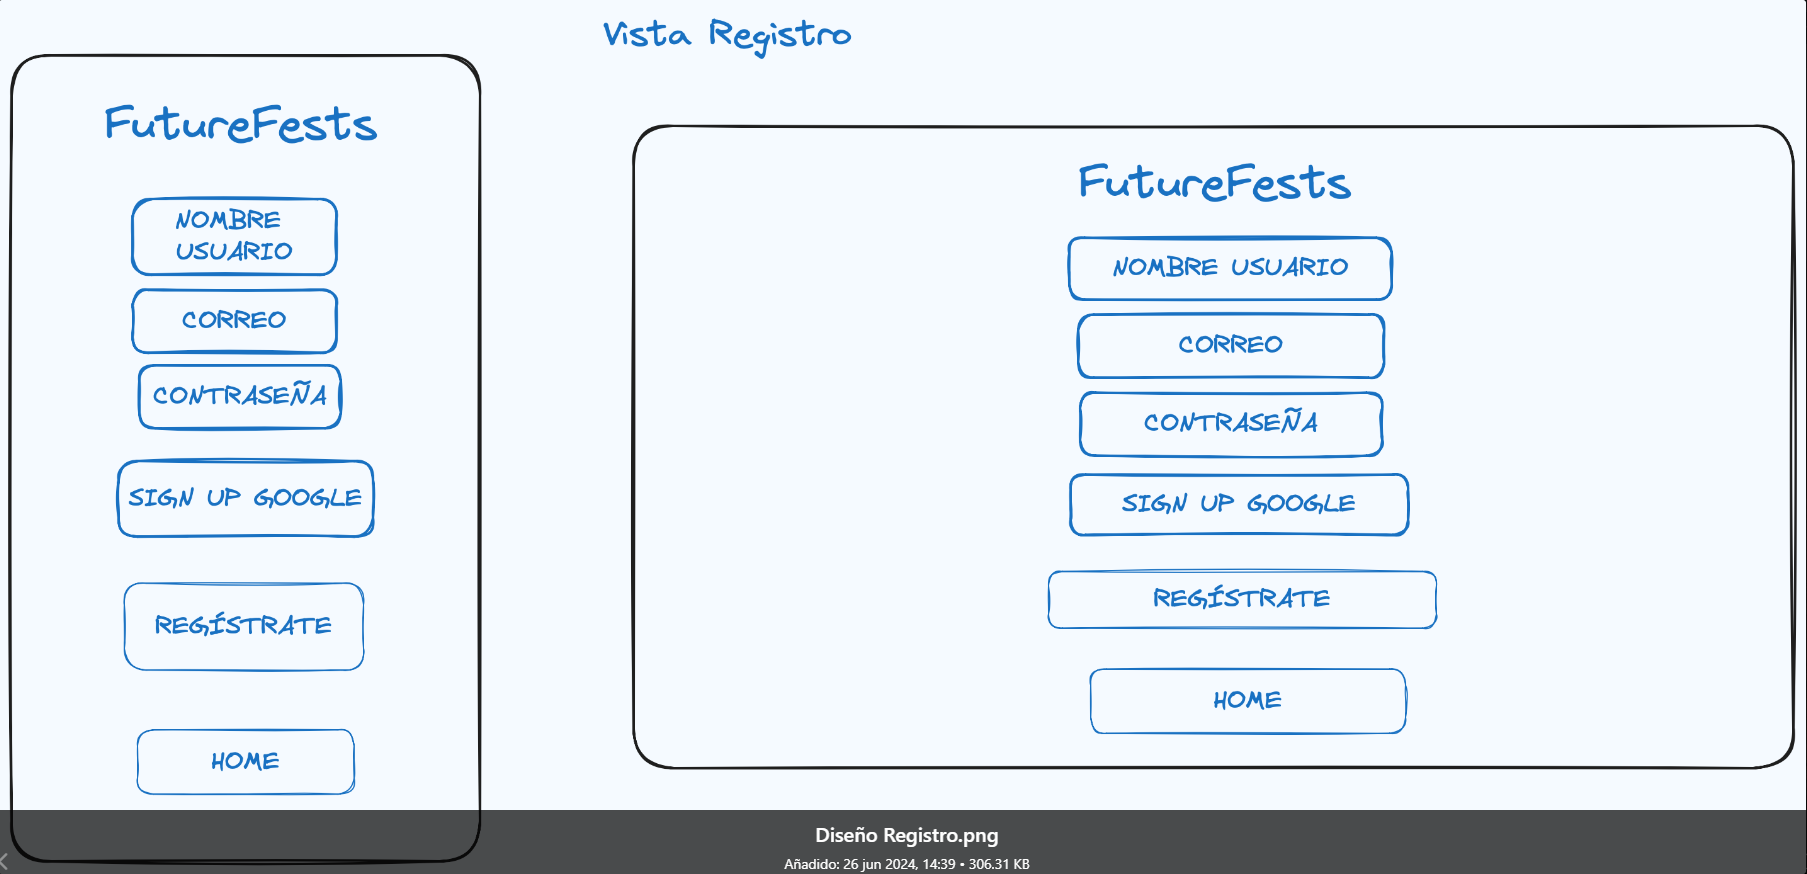 Vista Registro
FutureFests
NOMBRE
USUARIO
CORREO
CONTRASEÑA
SIGN UP GOOGLE
REGÍSTRATE
HOME
FutureFests
NOMBRE USUARIO
CORREO
CONTRASEÑA
SIGN UP GOOGLE
REGÍSTRATE
HOME
Diseño Registro.png
Añadido: 26 jun 2024, 14:39 • 306.31 KB